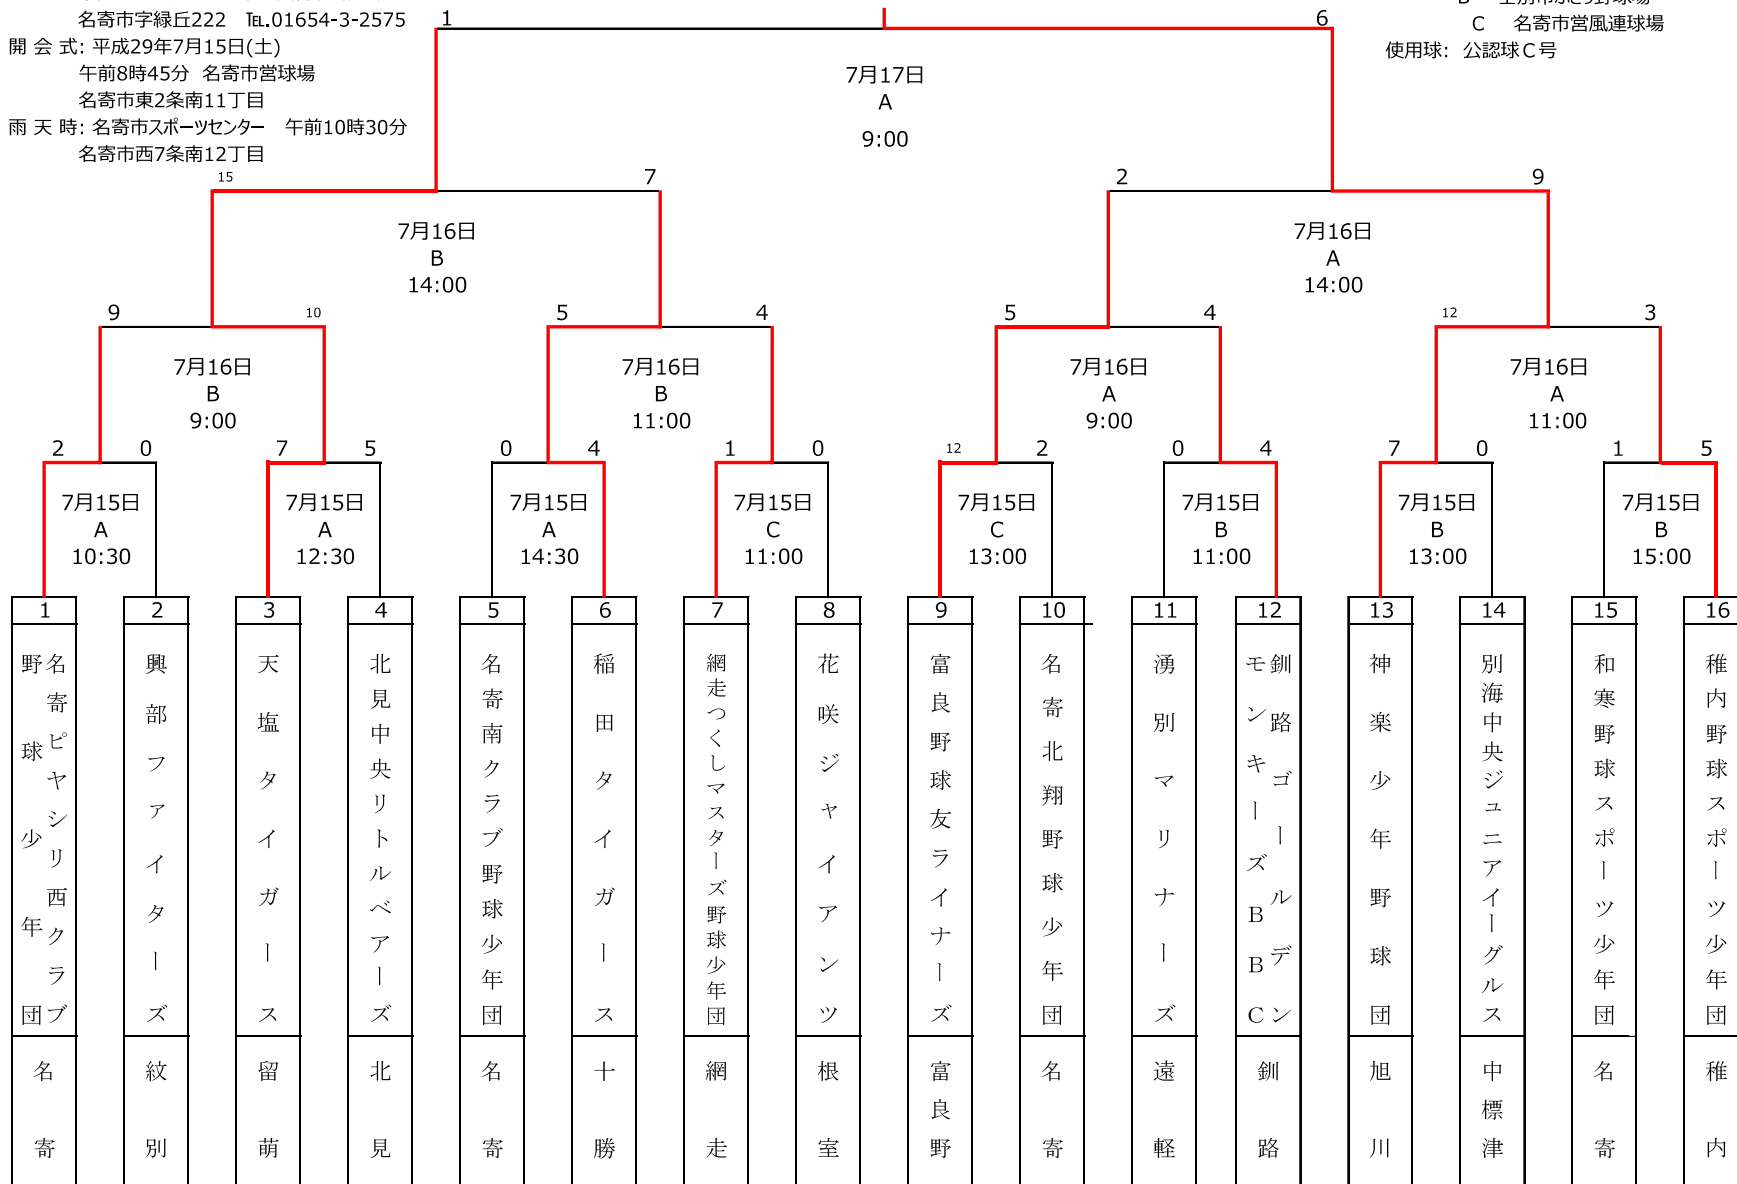 名寄市字緑丘222 ℡.01654-3-2575
開 会 式: 平成29年7月15日(土)
午前8時45分 名寄市営球場
名寄市東2条南11丁目
雨 天 時: 名寄市スポーツセンター 午前10時30分
名寄市西7条南12丁目
C 名寄市営風連球場
使用球: 公認球C号
1 6
7月17日
A
9:00
15 7 2 9
7月16日 7月16日
B A
14:00 14:00
9 10 5 4 5 4 12 3
7月16日 7月16日 7月16日 7月16日
B B A A
9:00 11:00 9:00 11:00
2 0 7 5 0 4 1 0 12 2 0 4 7 0 1 5
7月15日 7月15日 7月15日 7月15日 7月15日 7月15日 7月15日 7月15日
A A A C C B B B
10:30 12:30 14:30 11:00 13:00 11:00 13:00 15:00
1 2 3 4 5 6 7 8 9 10 11 12 13 14 15 16
名寄ピヤシリ西クラブ
野球少年団
興部ファイターズ
天塩タイガース
北見中央リトルベアーズ
名寄南クラブ野球少年団
稲田タイガース
網走つくしマスターズ野球少年団
花咲ジャイアンツ
富良野球友ライナーズ
名寄北翔野球少年団
湧別マリナーズ
釧路ゴールデン
モンキーズBBC
神楽少年野球団
別海中央ジュニアイーグルス
和寒野球スポーツ少年団
稚内野球スポーツ少年団
名寄
紋別
留萌
北見
名寄
十勝
網走
根室
富良野
名寄
遠軽
釧路
旭川
中標津
名寄
稚内